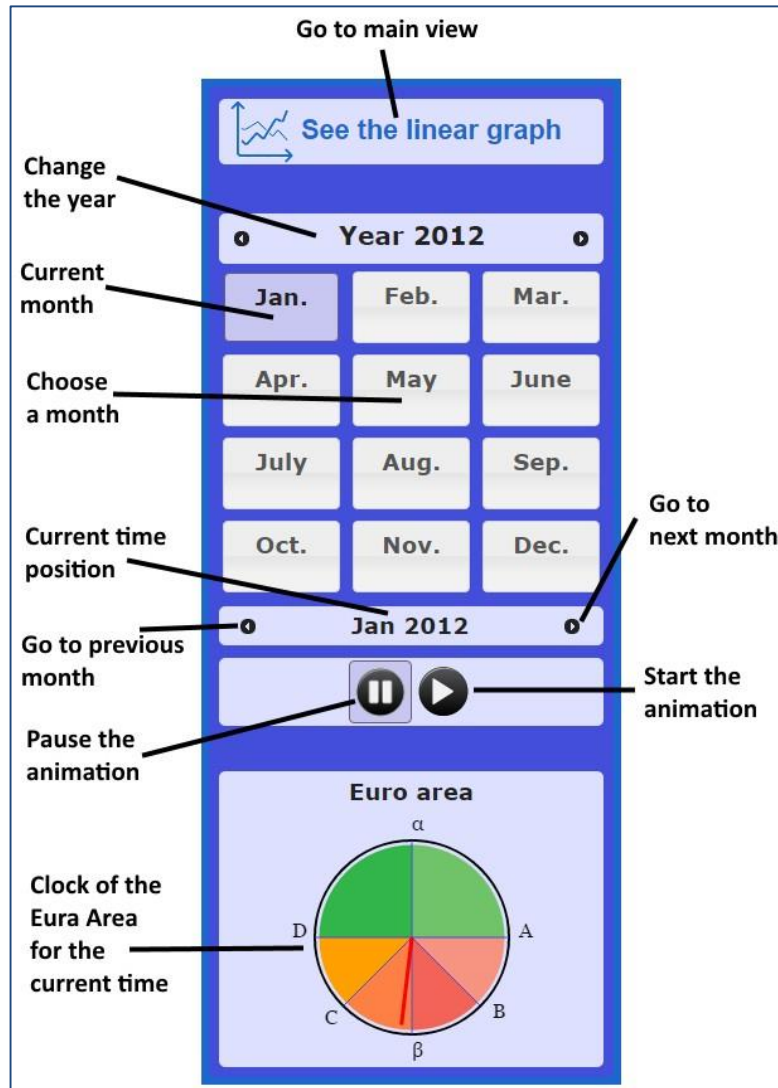 Go to main view
See the linear graph
Change
the year
Year 2012
Current
month
Jan.
Feb.
Mar.
Choose
a month
Apr.
May
June
July
Aug.
Sep.
Current time
position
Oct.
Nov.
Dec.
Go to
next month
Go to previous
month
Jan 2012
Start the
animation
Pause the
animation
Euro area
α
Clock of the
Eura Area
for the
current time
D
A
C
B
β